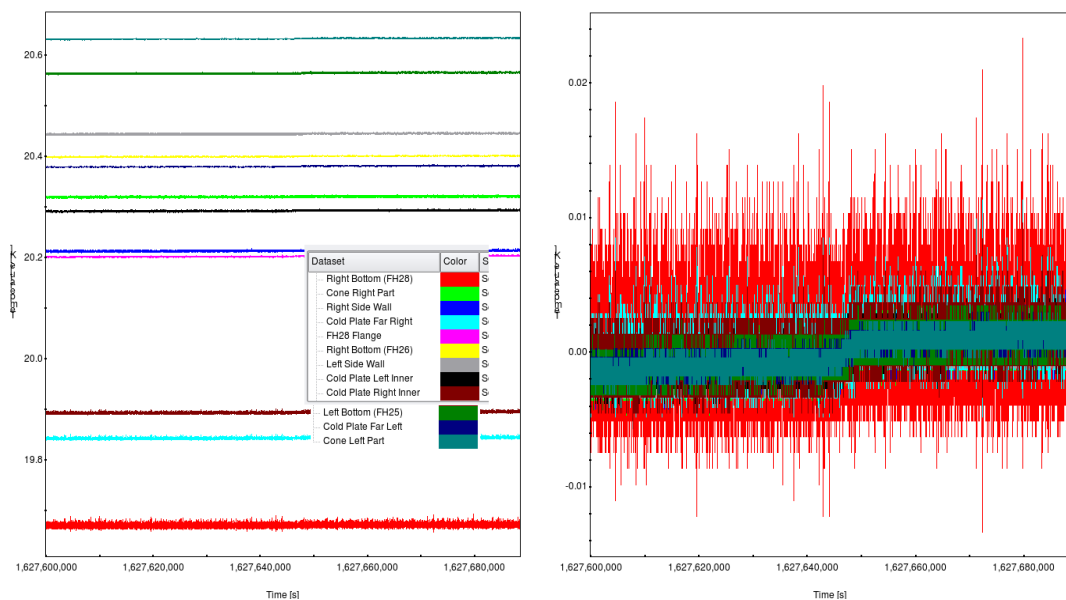 20.6
20.4
20.2
20.0
19.8
1,627,600,000
1,627,620,000
1,627,640,000
1,627,660,000
1,627,680,000
Time [s]
Dataset Color S
Right Bottom (FH28) S
Cone Right Part S
Right Side Wall S
Cold Plate Far Right S
FH28 Flange S
Right Bottom (FH26) S
Left Side Wall S
Cold Plate Left Inner S
Cold Plate Right Inner S
Left Bottom (FH25)
Cold Plate Far Left
Cone Left Part
0.02
0.01
0.00
-0.01
1,627,600,000
1,627,620,000
1,627,640,000
1,627,660,000
1,627,680,000
Time [s]